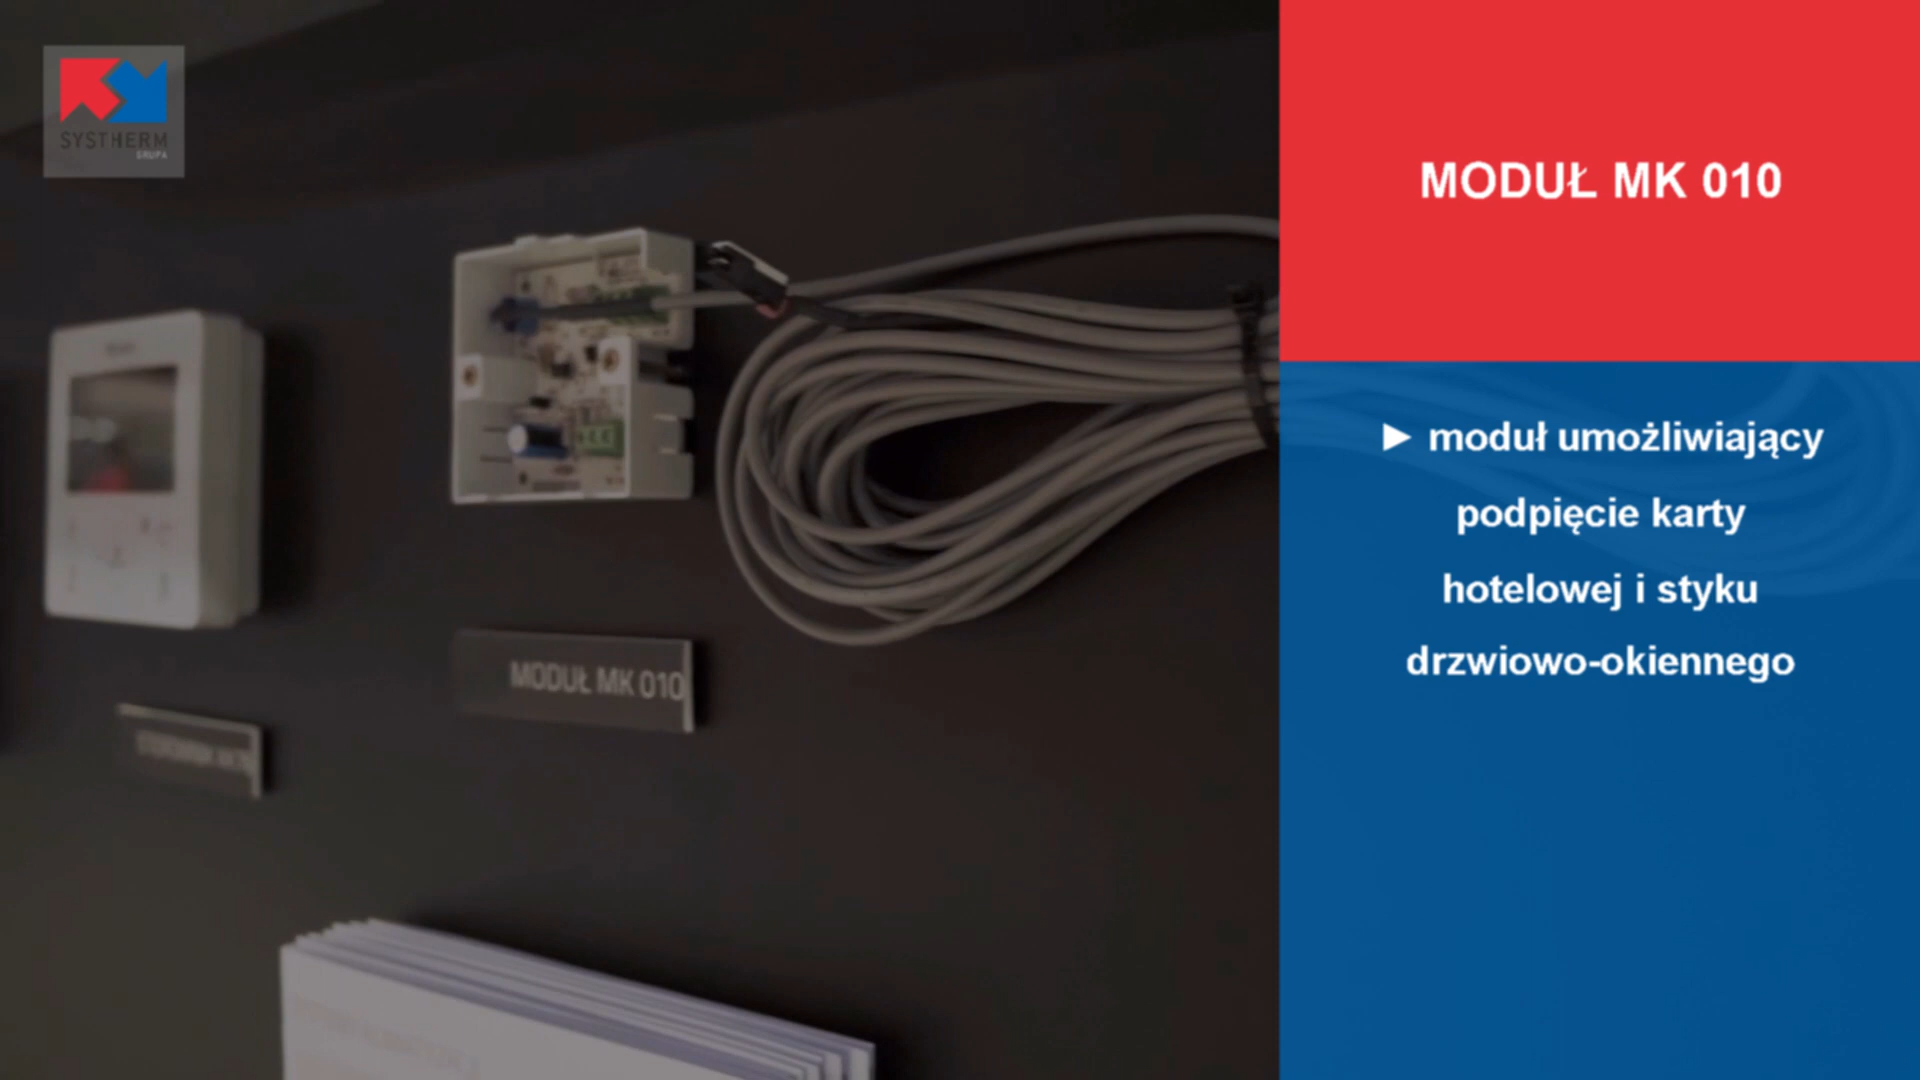 SYSTHERM
GRUPA
MODUŁ MK 010
► moduł umożliwiający
podpięcie karty
hotelowej i styku
drzwiowo-okiennego
MODUŁ MK 010